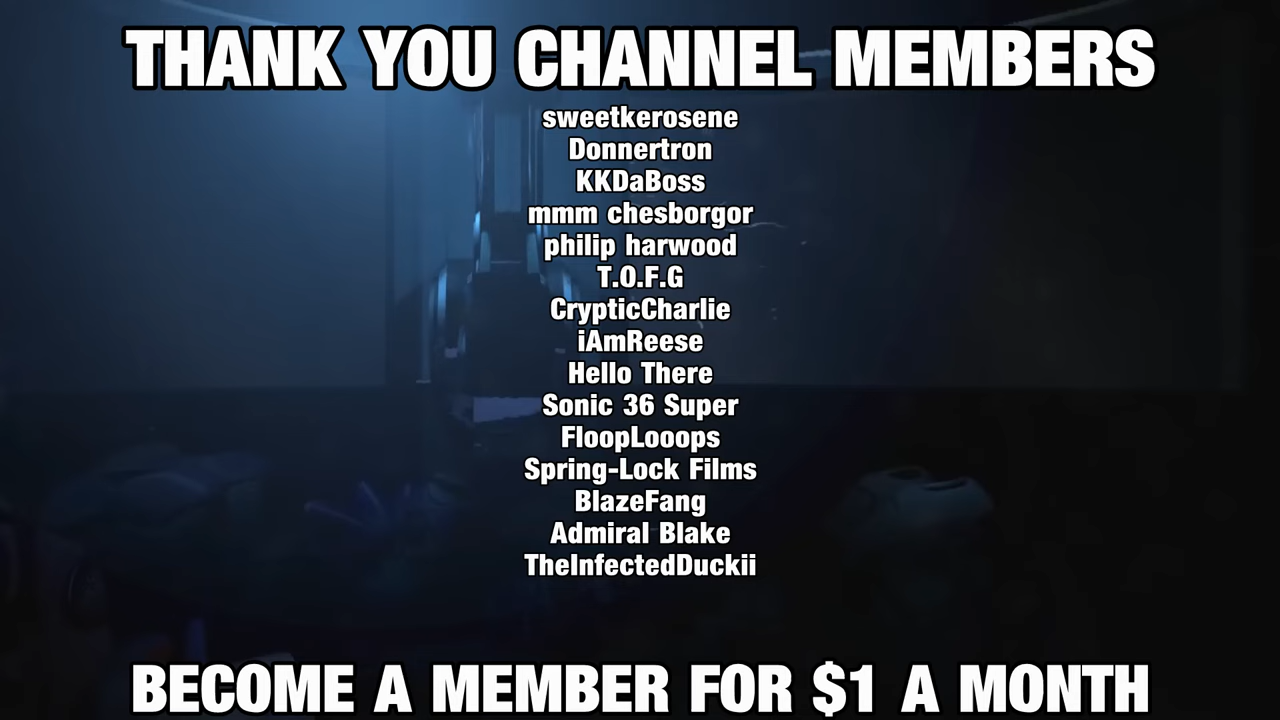 THANK YOU CHANNEL MEMBERS
sweetkerosene
Donnertron
KKDaBoss
mmm chesborgor
philip harwood
T.O.F.G
CrypticCharlie
iAmReese
Hello There
Sonic 36 Super
FloopLooops
Spring-Lock Films
BlazeFang
Admiral Blake
TheInfectedDuckii
BECOME A MEMBER FOR $1 A MONTH